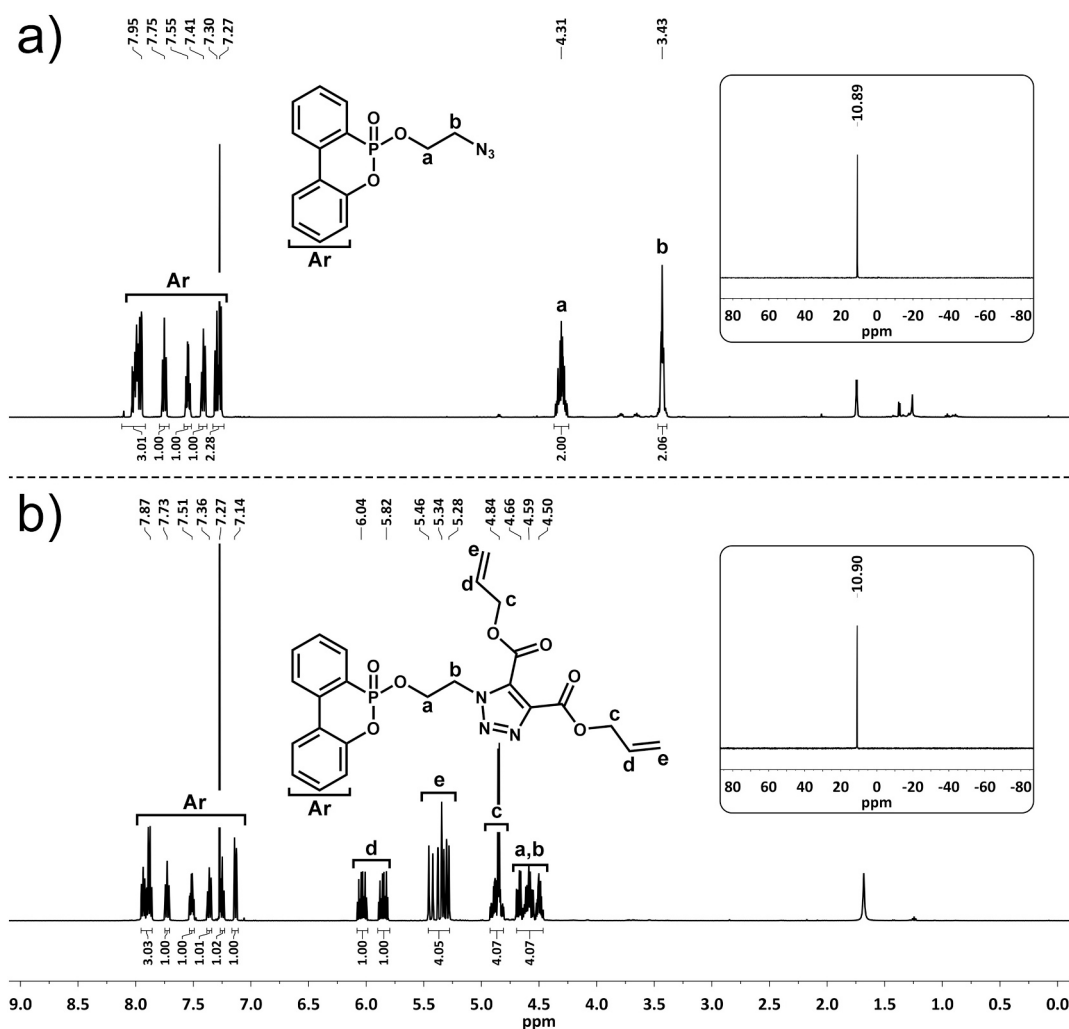 a)
7.95 7.75 7.55 7.41 7.30 7.27 4.31 3.43
10.89
O
b
O
P
a
N3
O
Ar
Ar
a
b
80 60 40 20 0 -20 -40 -60 -80
ppm
3.01 1.00 1.00 1.00 2.28 2.00 2.06
b)
7.87 7.73 7.51 7.36 7.27 7.14 6.04 5.82 5.46 5.34 5.28 4.84 4.66 4.59 4.50
10.90
e
d
c
O
O
O
b
O
O
P
a
N
c
O
N
N
O
d
e
Ar
Ar
d
e
c
a,b
80 60 40 20 0 -20 -40 -60 -80
ppm
3.03 1.00 1.00 1.01 1.02 1.00 1.00 1.00 4.05 4.07 4.07
9.0 8.5 8.0 7.5 7.0 6.5 6.0 5.5 5.0 4.5 4.0 3.5 3.0 2.5 2.0 1.5 1.0 0.5 0.0
ppm